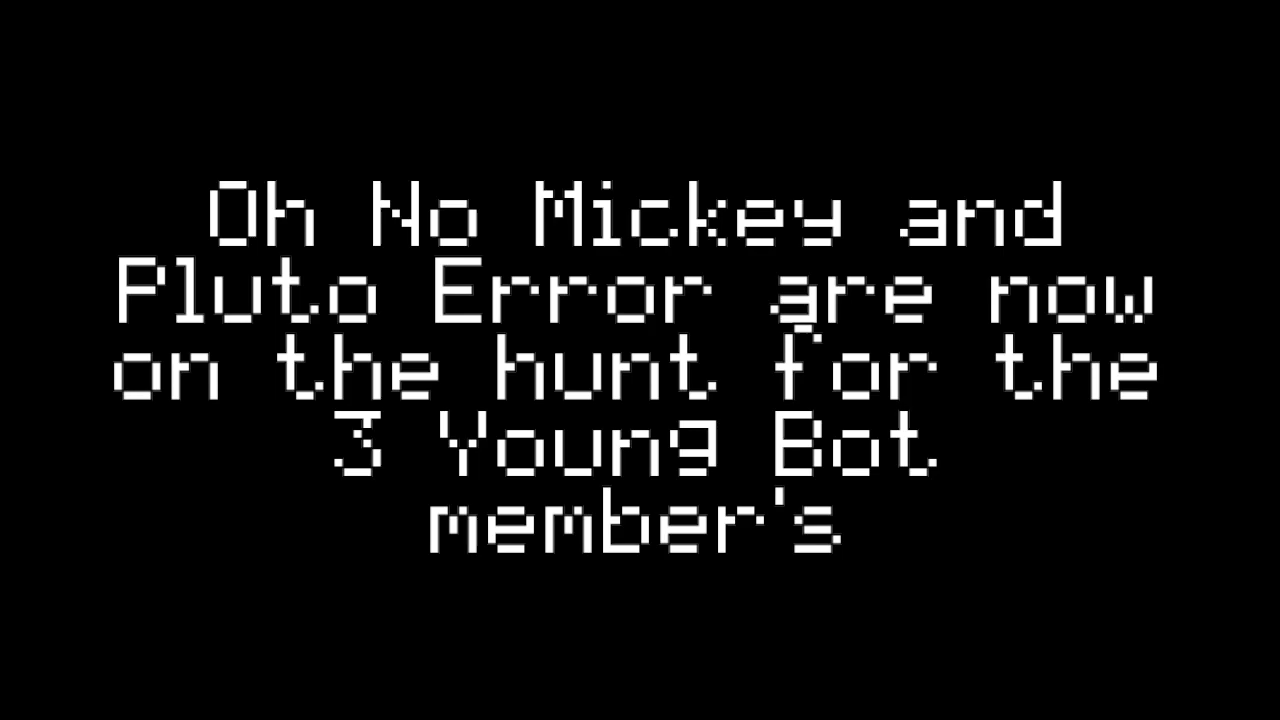 Oh No Mickey and
Pluto Error are now
on the hunt for the
3 Young Bot
member's